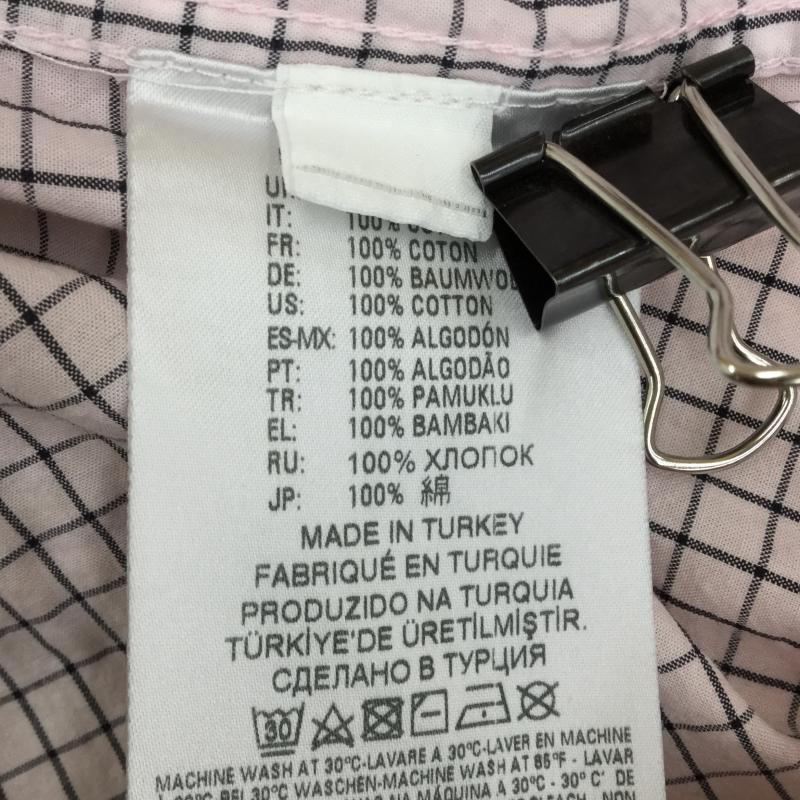 IT: 100%
FR: 100% COTON
DE: 100%
US: 100% COTTON
ES-MX: 100% ALGODÓN
PT: 100% ALGODÃO
TR: 100% PAMUKLU
EL: 100% BAMBAKI
RU: 100% ХЛОПОК
JP: 100% 綿
MADE IN TURKEY
FABRIQUÉ EN TURQUIE
PRODUZIDO NA TURQUIA
TÜRKİYE'DE ÜRETİLMİŞTİR.
СДЕЛАНО В ТУРЦИЯ
30
MACHINE WASH AT 30°C-LAVARE A 30°C-LAVER EN MACHINE
30°C WASCHEN-MACHINE WASH AT 85°F - LAVAR
NA MÁQUINA A 30°C - 30° C' DE